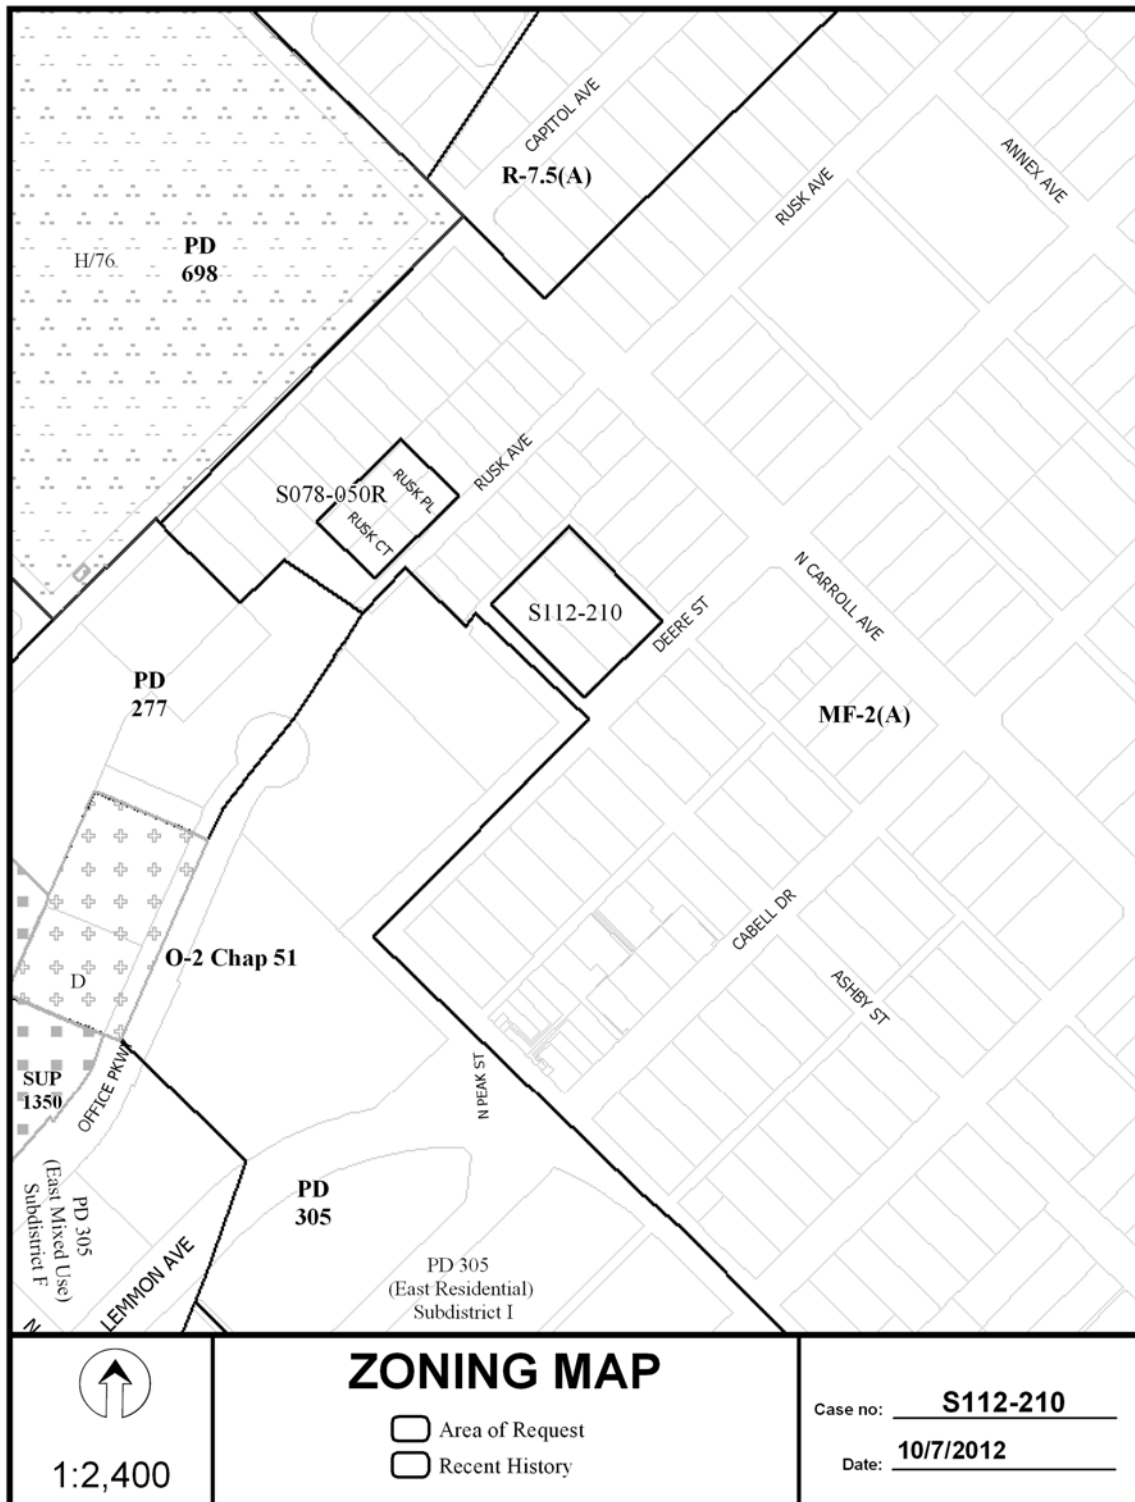 CAPITOL AVE
R-7.5(A)
ANNEX AVE
RUSK AVE
H/76
PD
698
RUSK AVE
S078-050R
RUSK PL
RUSK CT
S112-210
DEERE ST
N CARROLL AVE
MF-2(A)
PD
277
CABELL DR
ASHBY ST
O-2 Chap 51
D
SUP
1350
OFFICE PKWY
N PEAK ST
PD
305
PD 305
(East Mixed Use)
Subdistrict F
LEMMON AVE
N
PD 305
(East Residential)
Subdistrict I
1:2,400
ZONING MAP
Area of Request
Recent History
Case no: S112-210
Date: 10/7/2012